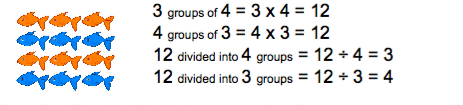 3 groups of 4 = 3 x 4 = 12
4 groups of 3 = 4 x 3 = 12
12 divided into 4 groups = 12 ÷ 4 = 3
12 divided into 3 groups = 12 ÷ 3 = 4